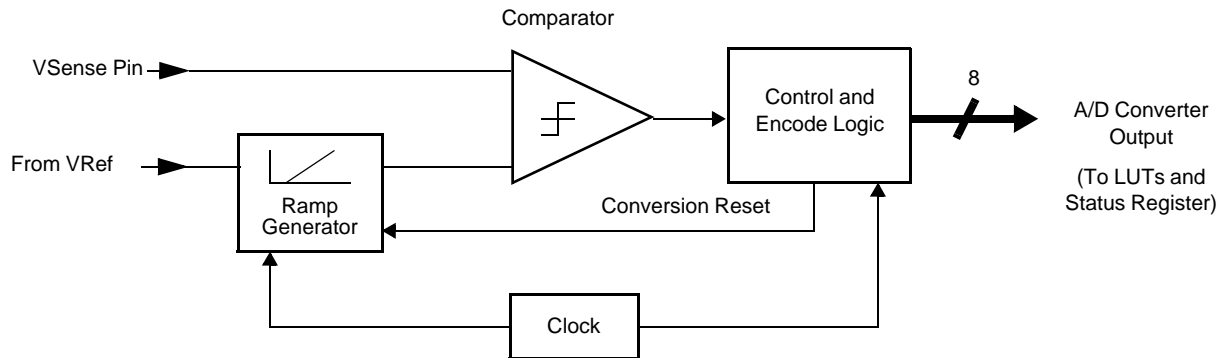 Comparator
VSense Pin
8
Control and
Encode Logic
A/D Converter
Output
From VRef
(To LUTs and
Status Register)
Ramp
Generator
Conversion Reset
Clock